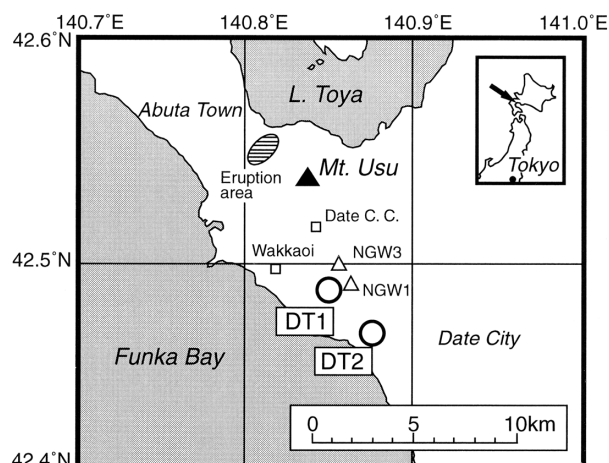 140.7°E 140.8°E 140.9°E 141.0°E
42.6°N
L. Toya
Abuta Town
Mt. Usu
Tokyo
Eruption
area
Date C. C.
Wakkaoi
NGW3
42.5°N
NGW1
DT1
Date City
Funka Bay
DT2
0 5 10km
42.4°N